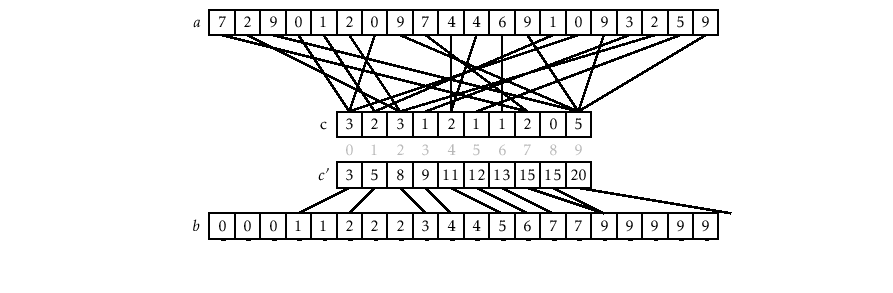 a 7 2 9 0 1 2 0 9 7 4 4 6 9 1 0 9 3 2 5 9
c 3 2 3 1 2 1 1 2 0 5
0 1 2 3 4 5 6 7 8 9
c′ 3 5 8 9 11 12 13 15 15 20
b 0 0 0 1 1 2 2 2 3 4 4 5 6 7 7 9 9 9 9 9